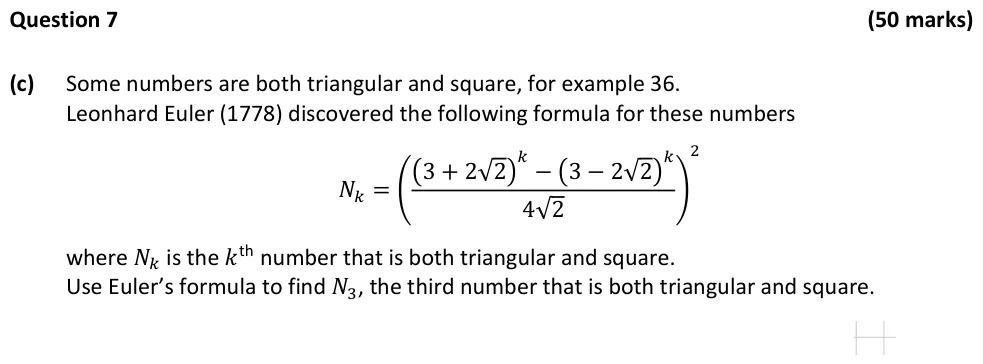 Question 7 (50 marks)
(c) Some numbers are both triangular and square, for example 36.
Leonhard Euler (1778) discovered the following formula for these numbers
N_k = (((3 + 2√2)^k − (3 − 2√2)^k) / (4√2))^2
where N_k is the k^th number that is both triangular and square.
Use Euler’s formula to find N_3, the third number that is both triangular and square.